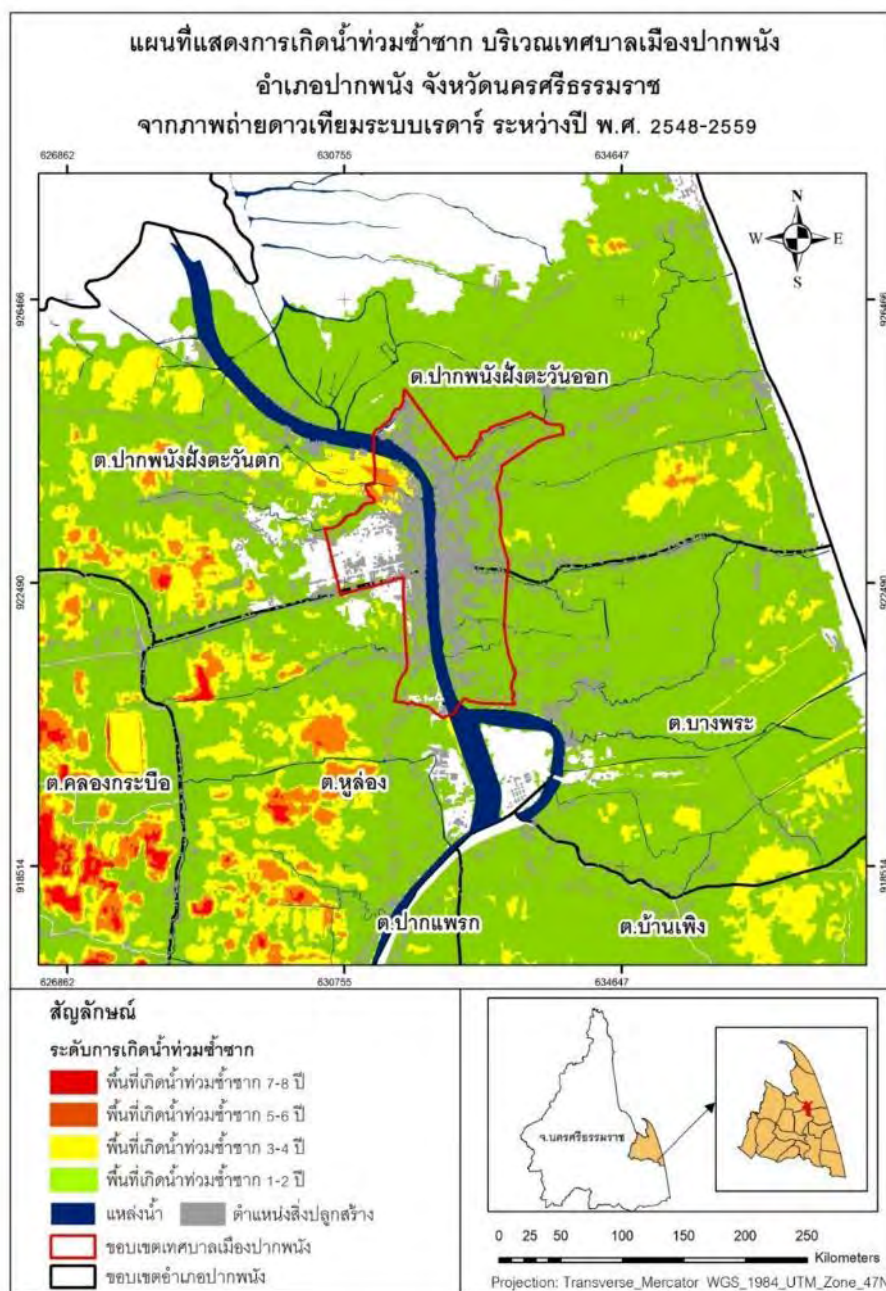 แผนที่แสดงการเกิดน้ำท่วมซ้ำซาก บริเวณเทศบาลเมืองปากพนัง
อำเภอปากพนัง จังหวัดนครศรีธรรมราช
จากภาพถ่ายดาวเทียมระบบเรดาร์ ระหว่างปี พ.ศ. 2548-2559
626862
630755
634647
N
W
E
S
926466
926466
ต.ปากพนังฝั่งตะวันออก
ต.ปากพนังฝั่งตะวันตก
922490
922490
ต.บางพระ
ต.คลองกระบือ
ต.หูล่อง
918514
918514
ต.ปากแพรก
ต.บ้านเพิง
626862
630755
634647
สัญลักษณ์
ระดับการเกิดน้ำท่วมซ้ำซาก
พื้นที่เกิดน้ำท่วมซ้ำซาก 7-8 ปี
พื้นที่เกิดน้ำท่วมซ้ำซาก 5-6 ปี
พื้นที่เกิดน้ำท่วมซ้ำซาก 3-4 ปี
พื้นที่เกิดน้ำท่วมซ้ำซาก 1-2 ปี
แหล่งน้ำ
ตำแหน่งสิ่งปลูกสร้าง
ขอบเขตเทศบาลเมืองปากพนัง
ขอบเขตอำเภอปากพนัง
จ.นครศรีธรรมราช
0 25 50 100 150 200 250
Kilometers
Projection: Transverse_Mercator WGS_1984_UTM_Zone_47N